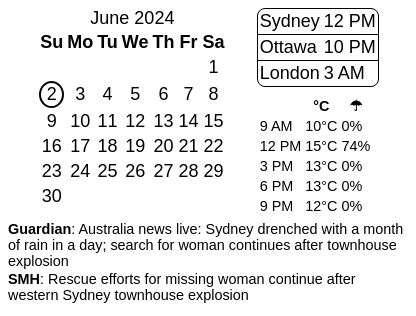 June 2024
Su Mo Tu We Th Fr Sa
1
2 3 4 5 6 7 8
9 10 11 12 13 14 15
16 17 18 19 20 21 22
23 24 25 26 27 28 29
30
Sydney 12 PM
Ottawa 10 PM
London 3 AM
°C ☂
9 AM 10°C 0%
12 PM 15°C 74%
3 PM 13°C 0%
6 PM 13°C 0%
9 PM 12°C 0%
Guardian: Australia news live: Sydney drenched with a month
of rain in a day; search for woman continues after townhouse
explosion
SMH: Rescue efforts for missing woman continue after
western Sydney townhouse explosion